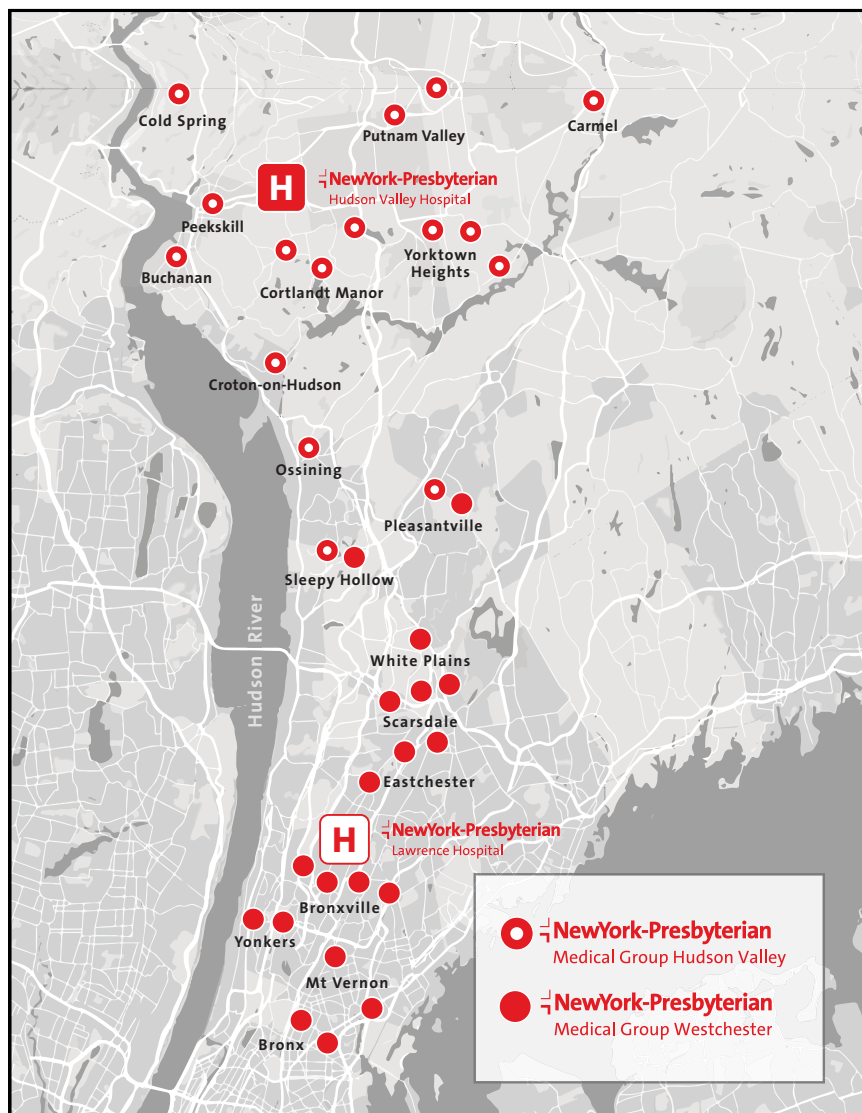 Cold Spring
Putnam Valley
Carmel
H
NewYork-Presbyterian
Hudson Valley Hospital
Peekskill
Buchanan
Yorktown
Heights
Cortlandt Manor
Croton-on-Hudson
Ossining
Pleasantville
Sleepy Hollow
Hudson River
White Plains
Scarsdale
Eastchester
H
NewYork-Presbyterian
Lawrence Hospital
Bronxville
Yonkers
Mt Vernon
Bronx
NewYork-Presbyterian
Medical Group Hudson Valley
NewYork-Presbyterian
Medical Group Westchester